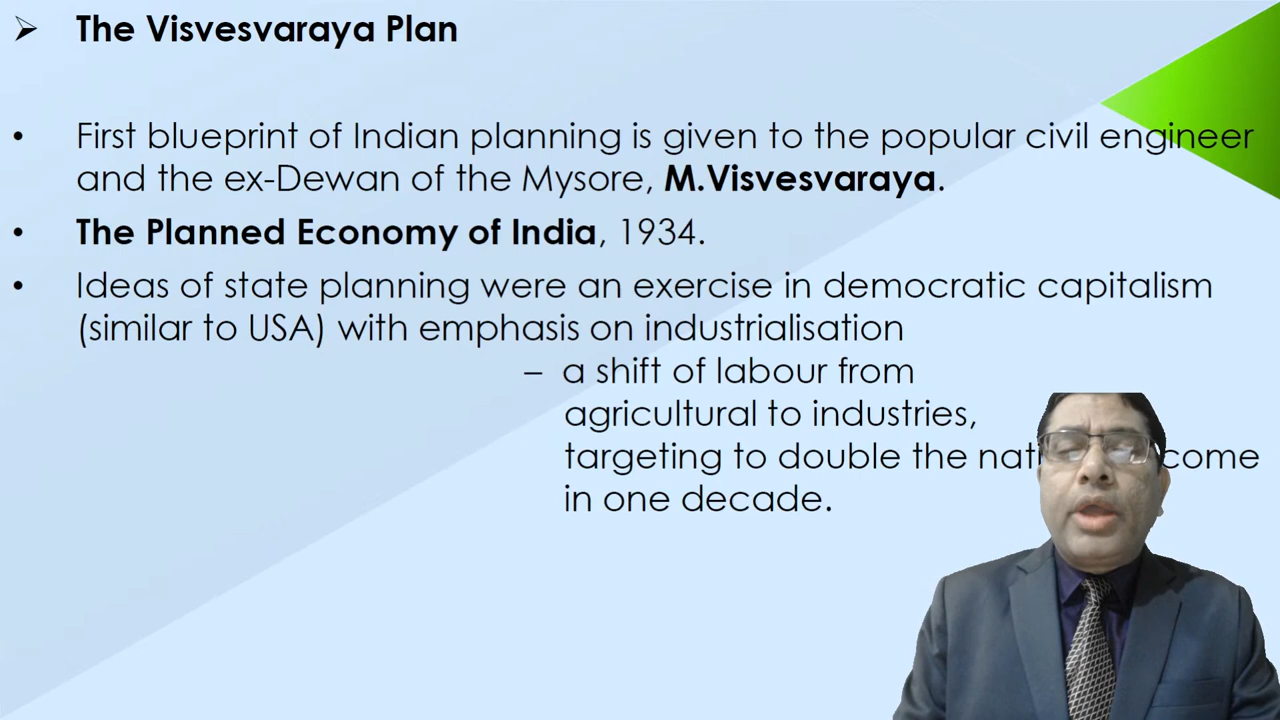 ➢ The Visvesvaraya Plan
• First blueprint of Indian planning is given to the popular civil engineer
and the ex-Dewan of the Mysore, M.Visvesvaraya.
• The Planned Economy of India, 1934.
• Ideas of state planning were an exercise in democratic capitalism
(similar to USA) with emphasis on industrialisation
– a shift of labour from
agricultural to industries,
targeting to double the
in one decade.